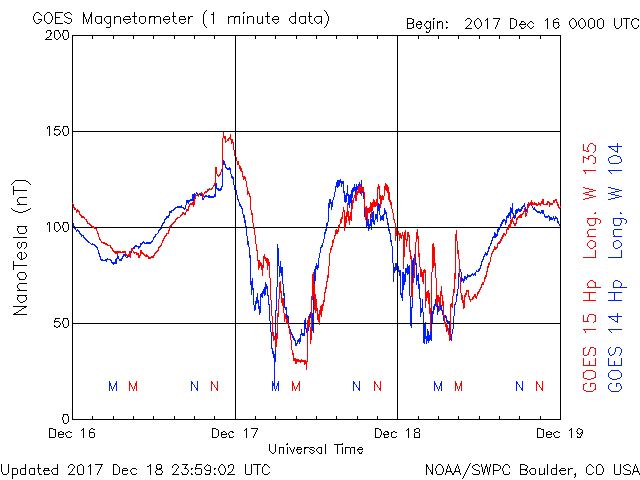 GOES Magnetometer (1 minute data)
Begin: 2017 Dec 16 0000 UTC
200
150
100
50
0
NanoTesla (nT)
M M N N M M N N M M N N
Dec 16 Dec 17 Dec 18 Dec 19
Universal Time
GOES 15 Hp Long. W 135
GOES 14 Hp Long. W 104
Updated 2017 Dec 18 23:59:02 UTC
NOAA/SWPC Boulder, CO USA